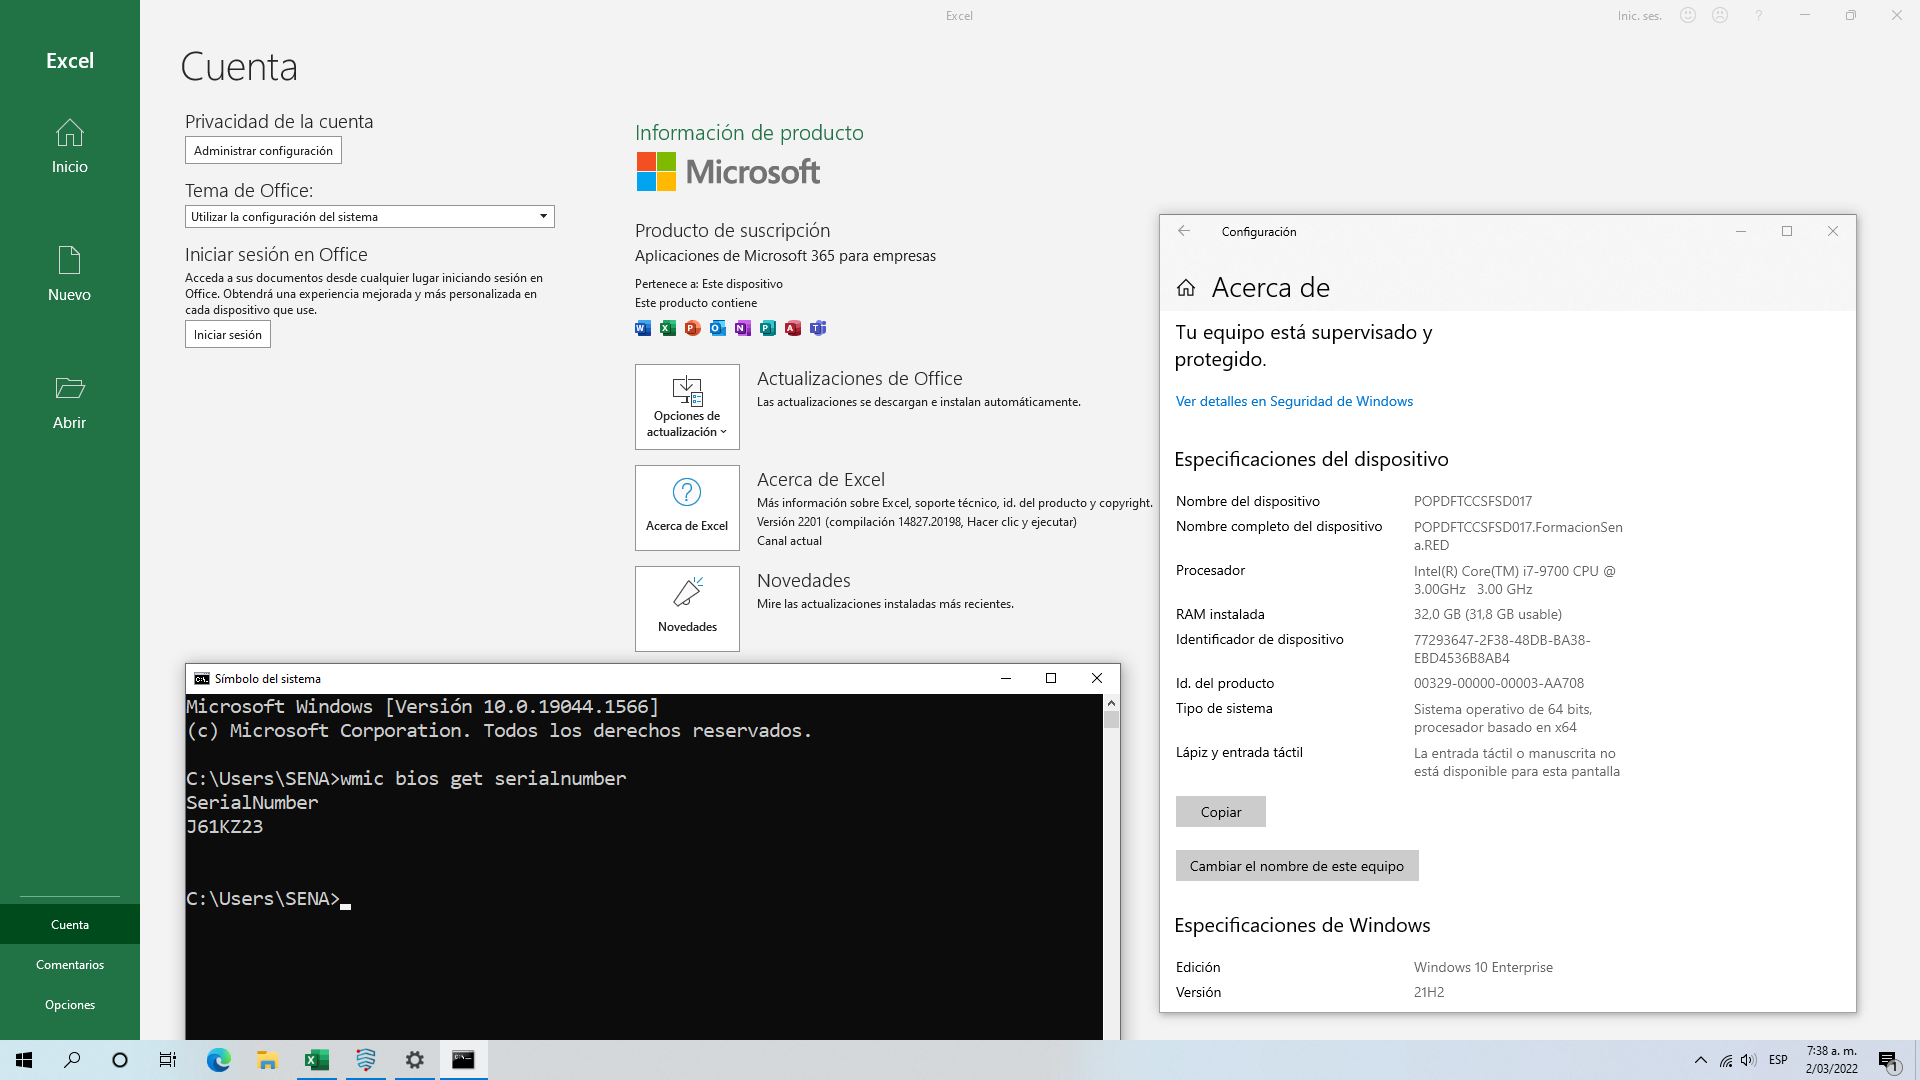 Excel
Inic. ses.
?
Excel
Inicio
Nuevo
Abrir
Cuenta
Comentarios
Opciones
Cuenta
Privacidad de la cuenta
Administrar configuración
Tema de Office:
Utilizar la configuración del sistema
Iniciar sesión en Office
Acceda a sus documentos desde cualquier lugar iniciando sesión en
Office. Obtendrá una experiencia mejorada y más personalizada en
cada dispositivo que use.
Iniciar sesión
Información de producto
Microsoft
Producto de suscripción
Aplicaciones de Microsoft 365 para empresas
Pertenece a: Este dispositivo
Este producto contiene
Opciones de
actualización
Actualizaciones de Office
Las actualizaciones se descargan e instalan automáticamente.
Acerca de Excel
Acerca de Excel
Más información sobre Excel, soporte técnico, id. del producto y copyright.
Versión 2201 (compilación 14827.20198, Hacer clic y ejecutar)
Canal actual
Novedades
Novedades
Mire las actualizaciones instaladas más recientes.
Símbolo del sistema
Microsoft Windows [Versión 10.0.19044.1566]
(c) Microsoft Corporation. Todos los derechos reservados.
C:\Users\SENA>wmic bios get serialnumber
SerialNumber
J61KZ23
C:\Users\SENA>
Configuración
Acerca de
Tu equipo está supervisado y
protegido.
Ver detalles en Seguridad de Windows
Especificaciones del dispositivo
Nombre del dispositivo POPDFTCCSFSD017
Nombre completo del dispositivo POPDFTCCSFSD017.FormacionSen
a.RED
Procesador Intel(R) Core(TM) i7-9700 CPU @
3.00GHz 3.00 GHz
RAM instalada 32,0 GB (31,8 GB usable)
Identificador de dispositivo 77293647-2F38-48DB-BA38-
EBD4536B8AB4
Id. del producto 00329-00000-00003-AA708
Tipo de sistema Sistema operativo de 64 bits,
procesador basado en x64
Lápiz y entrada táctil La entrada táctil o manuscrita no
está disponible para esta pantalla
Copiar
Cambiar el nombre de este equipo
Especificaciones de Windows
Edición Windows 10 Enterprise
Versión 21H2
ESP
7:38 a. m.
2/03/2022
1